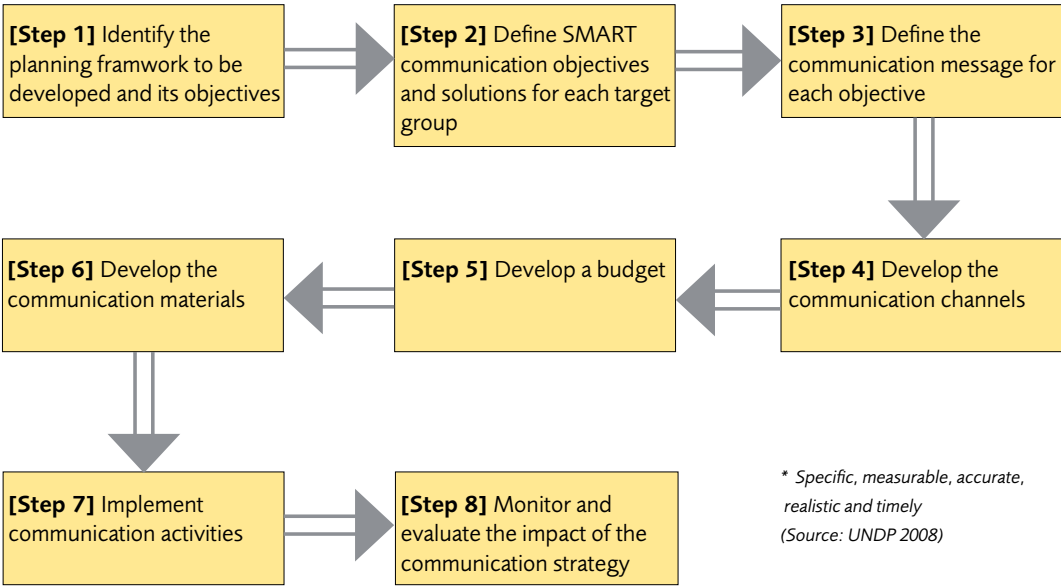 [Step 1] Identify the
planning framwork to be
developed and its objectives
[Step 2] Define SMART
communication objectives
and solutions for each target
group
[Step 3] Define the
communication message for
each objective
[Step 4] Develop the
communication channels
[Step 5] Develop a budget
[Step 6] Develop the
communication materials
[Step 7] Implement
communication activities
[Step 8] Monitor and
evaluate the impact of the
communication strategy
* Specific, measurable, accurate,
realistic and timely
(Source: UNDP 2008)